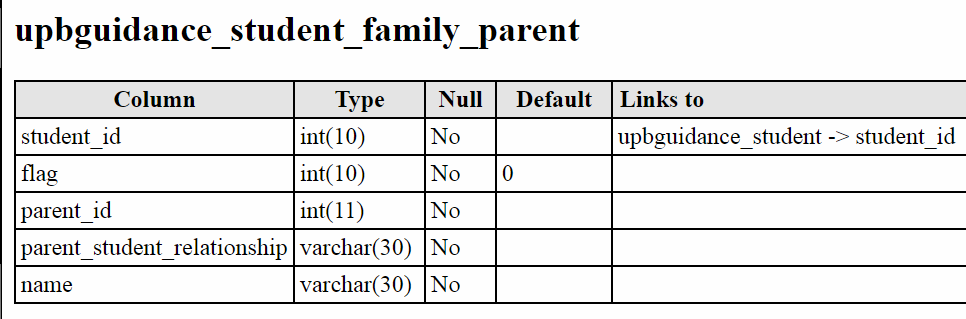 upbguidance_student_family_parent
Column Type Null Default Links to
student_id int(10) No upbguidance_student -> student_id
flag int(10) No 0
parent_id int(11) No
parent_student_relationship varchar(30) No
name varchar(30) No